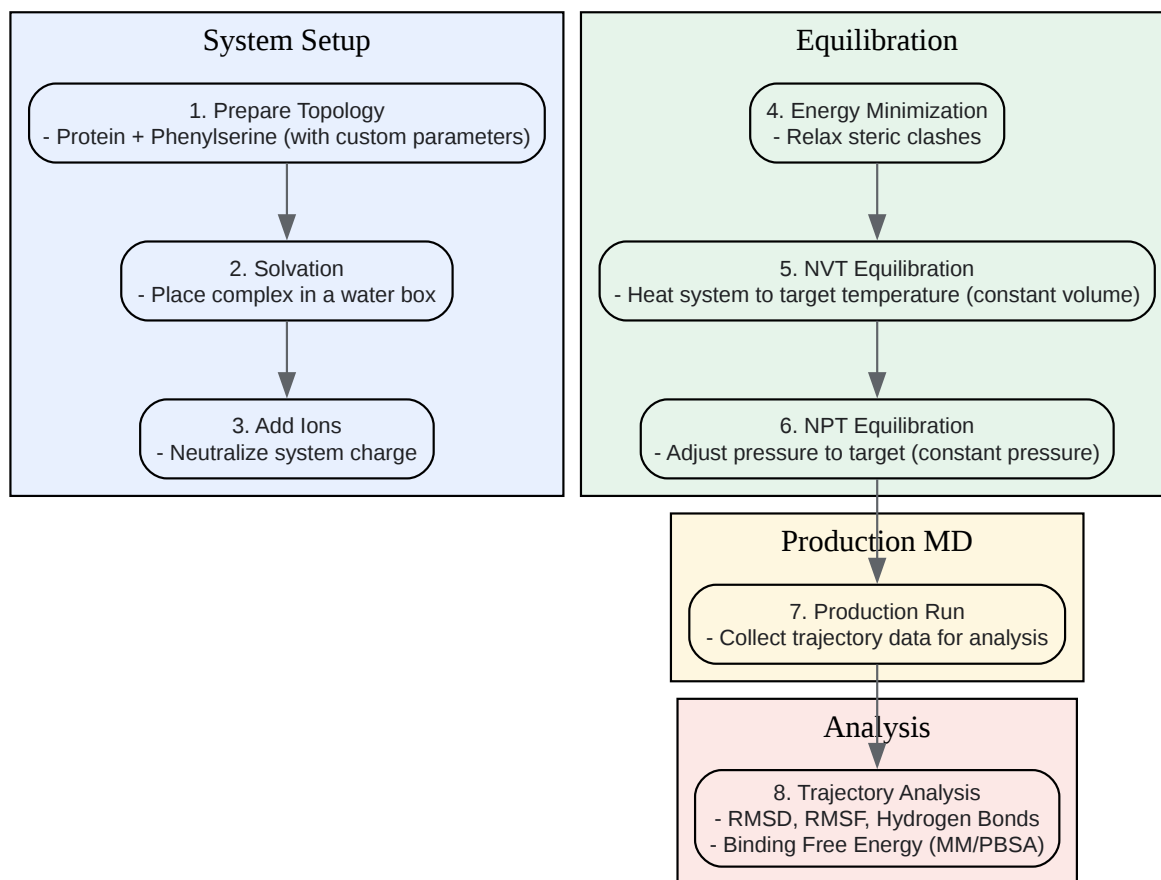 System Setup
1. Prepare Topology
- Protein + Phenylserine (with custom parameters)
2. Solvation
- Place complex in a water box
3. Add Ions
- Neutralize system charge
Equilibration
4. Energy Minimization
- Relax steric clashes
5. NVT Equilibration
- Heat system to target temperature (constant volume)
6. NPT Equilibration
- Adjust pressure to target (constant pressure)
Production MD
7. Production Run
- Collect trajectory data for analysis
Analysis
8. Trajectory Analysis
- RMSD, RMSF, Hydrogen Bonds
- Binding Free Energy (MM/PBSA)